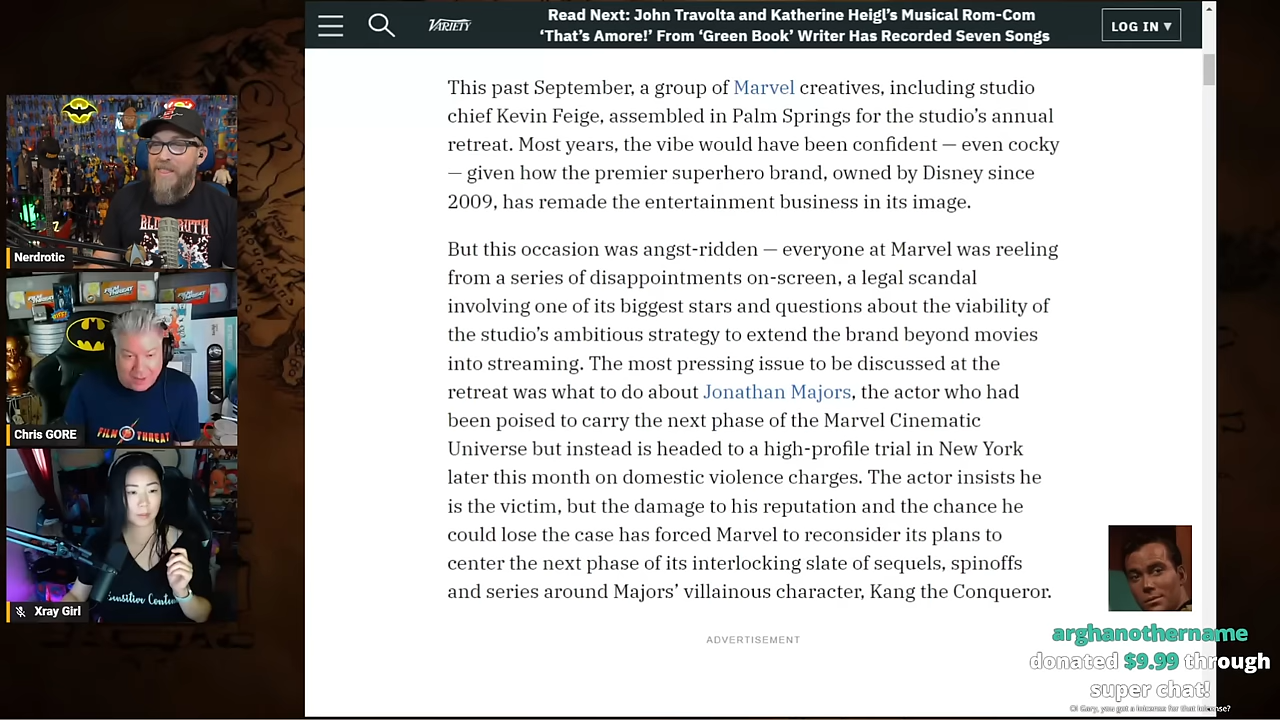 VARIETY
Read Next: John Travolta and Katherine Heigl’s Musical Rom-Com
‘That’s Amore!’ From ‘Green Book’ Writer Has Recorded Seven Songs
LOG IN ▾
This past September, a group of Marvel creatives, including studio
chief Kevin Feige, assembled in Palm Springs for the studio’s annual
retreat. Most years, the vibe would have been confident — even cocky
— given how the premier superhero brand, owned by Disney since
2009, has remade the entertainment business in its image.
But this occasion was angst-ridden — everyone at Marvel was reeling
from a series of disappointments on-screen, a legal scandal
involving one of its biggest stars and questions about the viability of
the studio’s ambitious strategy to extend the brand beyond movies
into streaming. The most pressing issue to be discussed at the
retreat was what to do about Jonathan Majors, the actor who had
been poised to carry the next phase of the Marvel Cinematic
Universe but instead is headed to a high-profile trial in New York
later this month on domestic violence charges. The actor insists he
is the victim, but the damage to his reputation and the chance he
could lose the case has forced Marvel to reconsider its plans to
center the next phase of its interlocking slate of sequels, spinoffs
and series around Majors’ villainous character, Kang the Conqueror.
ADVERTISEMENT
Nerdrotic
FILM THREAT
Chris GORE
Xray Girl
arghanothername
donated $9.99 through
super chat!
Oi Gary, you got a loicense for that loicense?